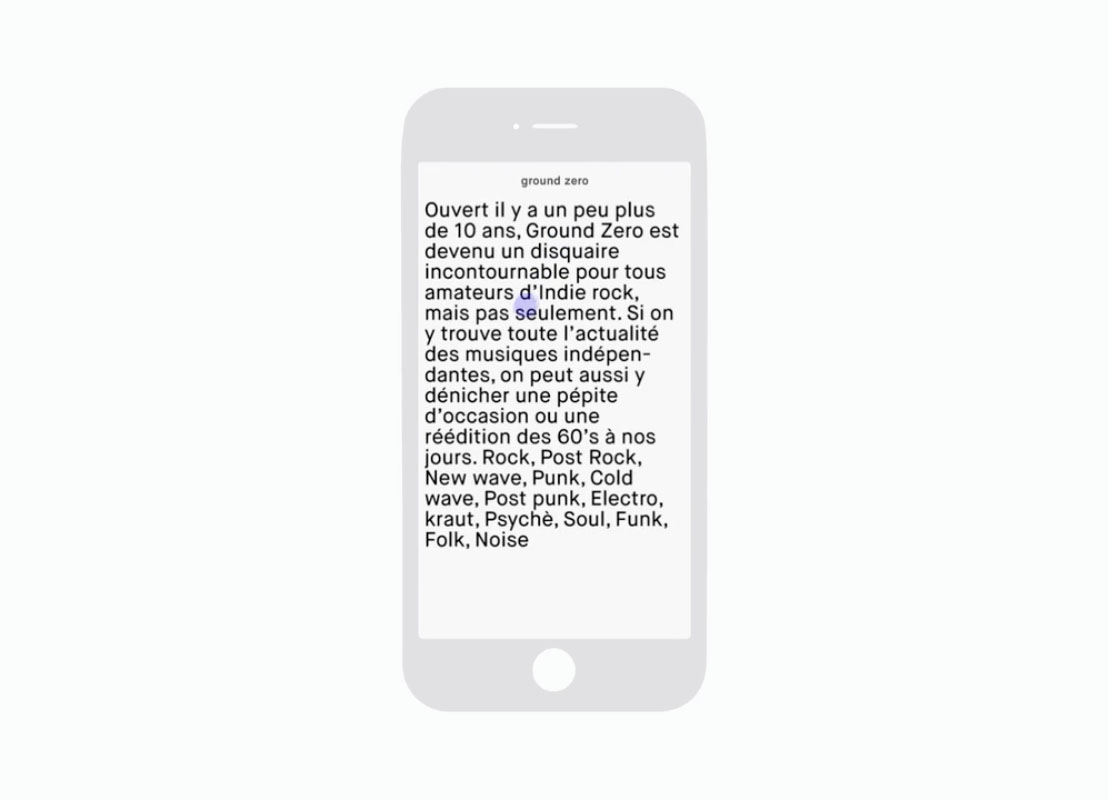 ground zero
Ouvert il y a un peu plus
de 10 ans, Ground Zero est
devenu un disquaire
incontournable pour tous
amateurs d’Indie rock,
mais pas seulement. Si on
y trouve toute l’actualité
des musiques indépen-
dantes, on peut aussi y
dénicher une pépite
d’occasion ou une
réédition des 60’s à nos
jours. Rock, Post Rock,
New wave, Punk, Cold
wave, Post punk, Electro,
kraut, Psychè, Soul, Funk,
Folk, Noise